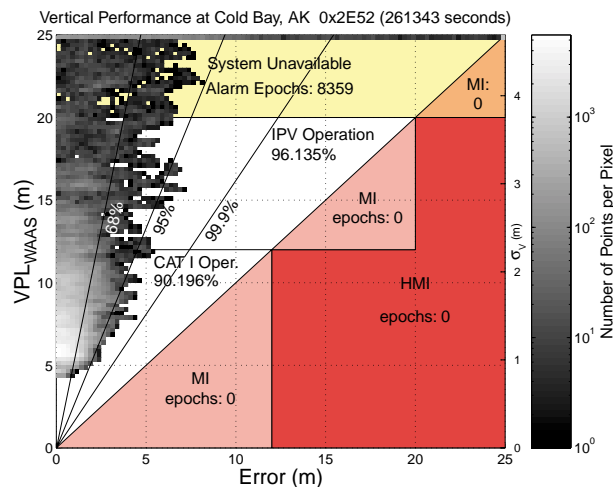 Vertical Performance at Cold Bay, AK 0x2E52 (261343 seconds)
VPL_WAAS (m)
25
20
15
10
5
0
System Unavailable
Alarm Epochs: 8359
MI:
0
IPV Operation
96.135%
68%
95%
99.9%
MI
epochs: 0
CAT I Oper.
90.196%
HMI
epochs: 0
MI
epochs: 0
0
5
10
15
20
25
Error (m)
4
3
2
1
0
σ_V (m)
10^3
10^2
10^1
10^0
Number of Points per Pixel